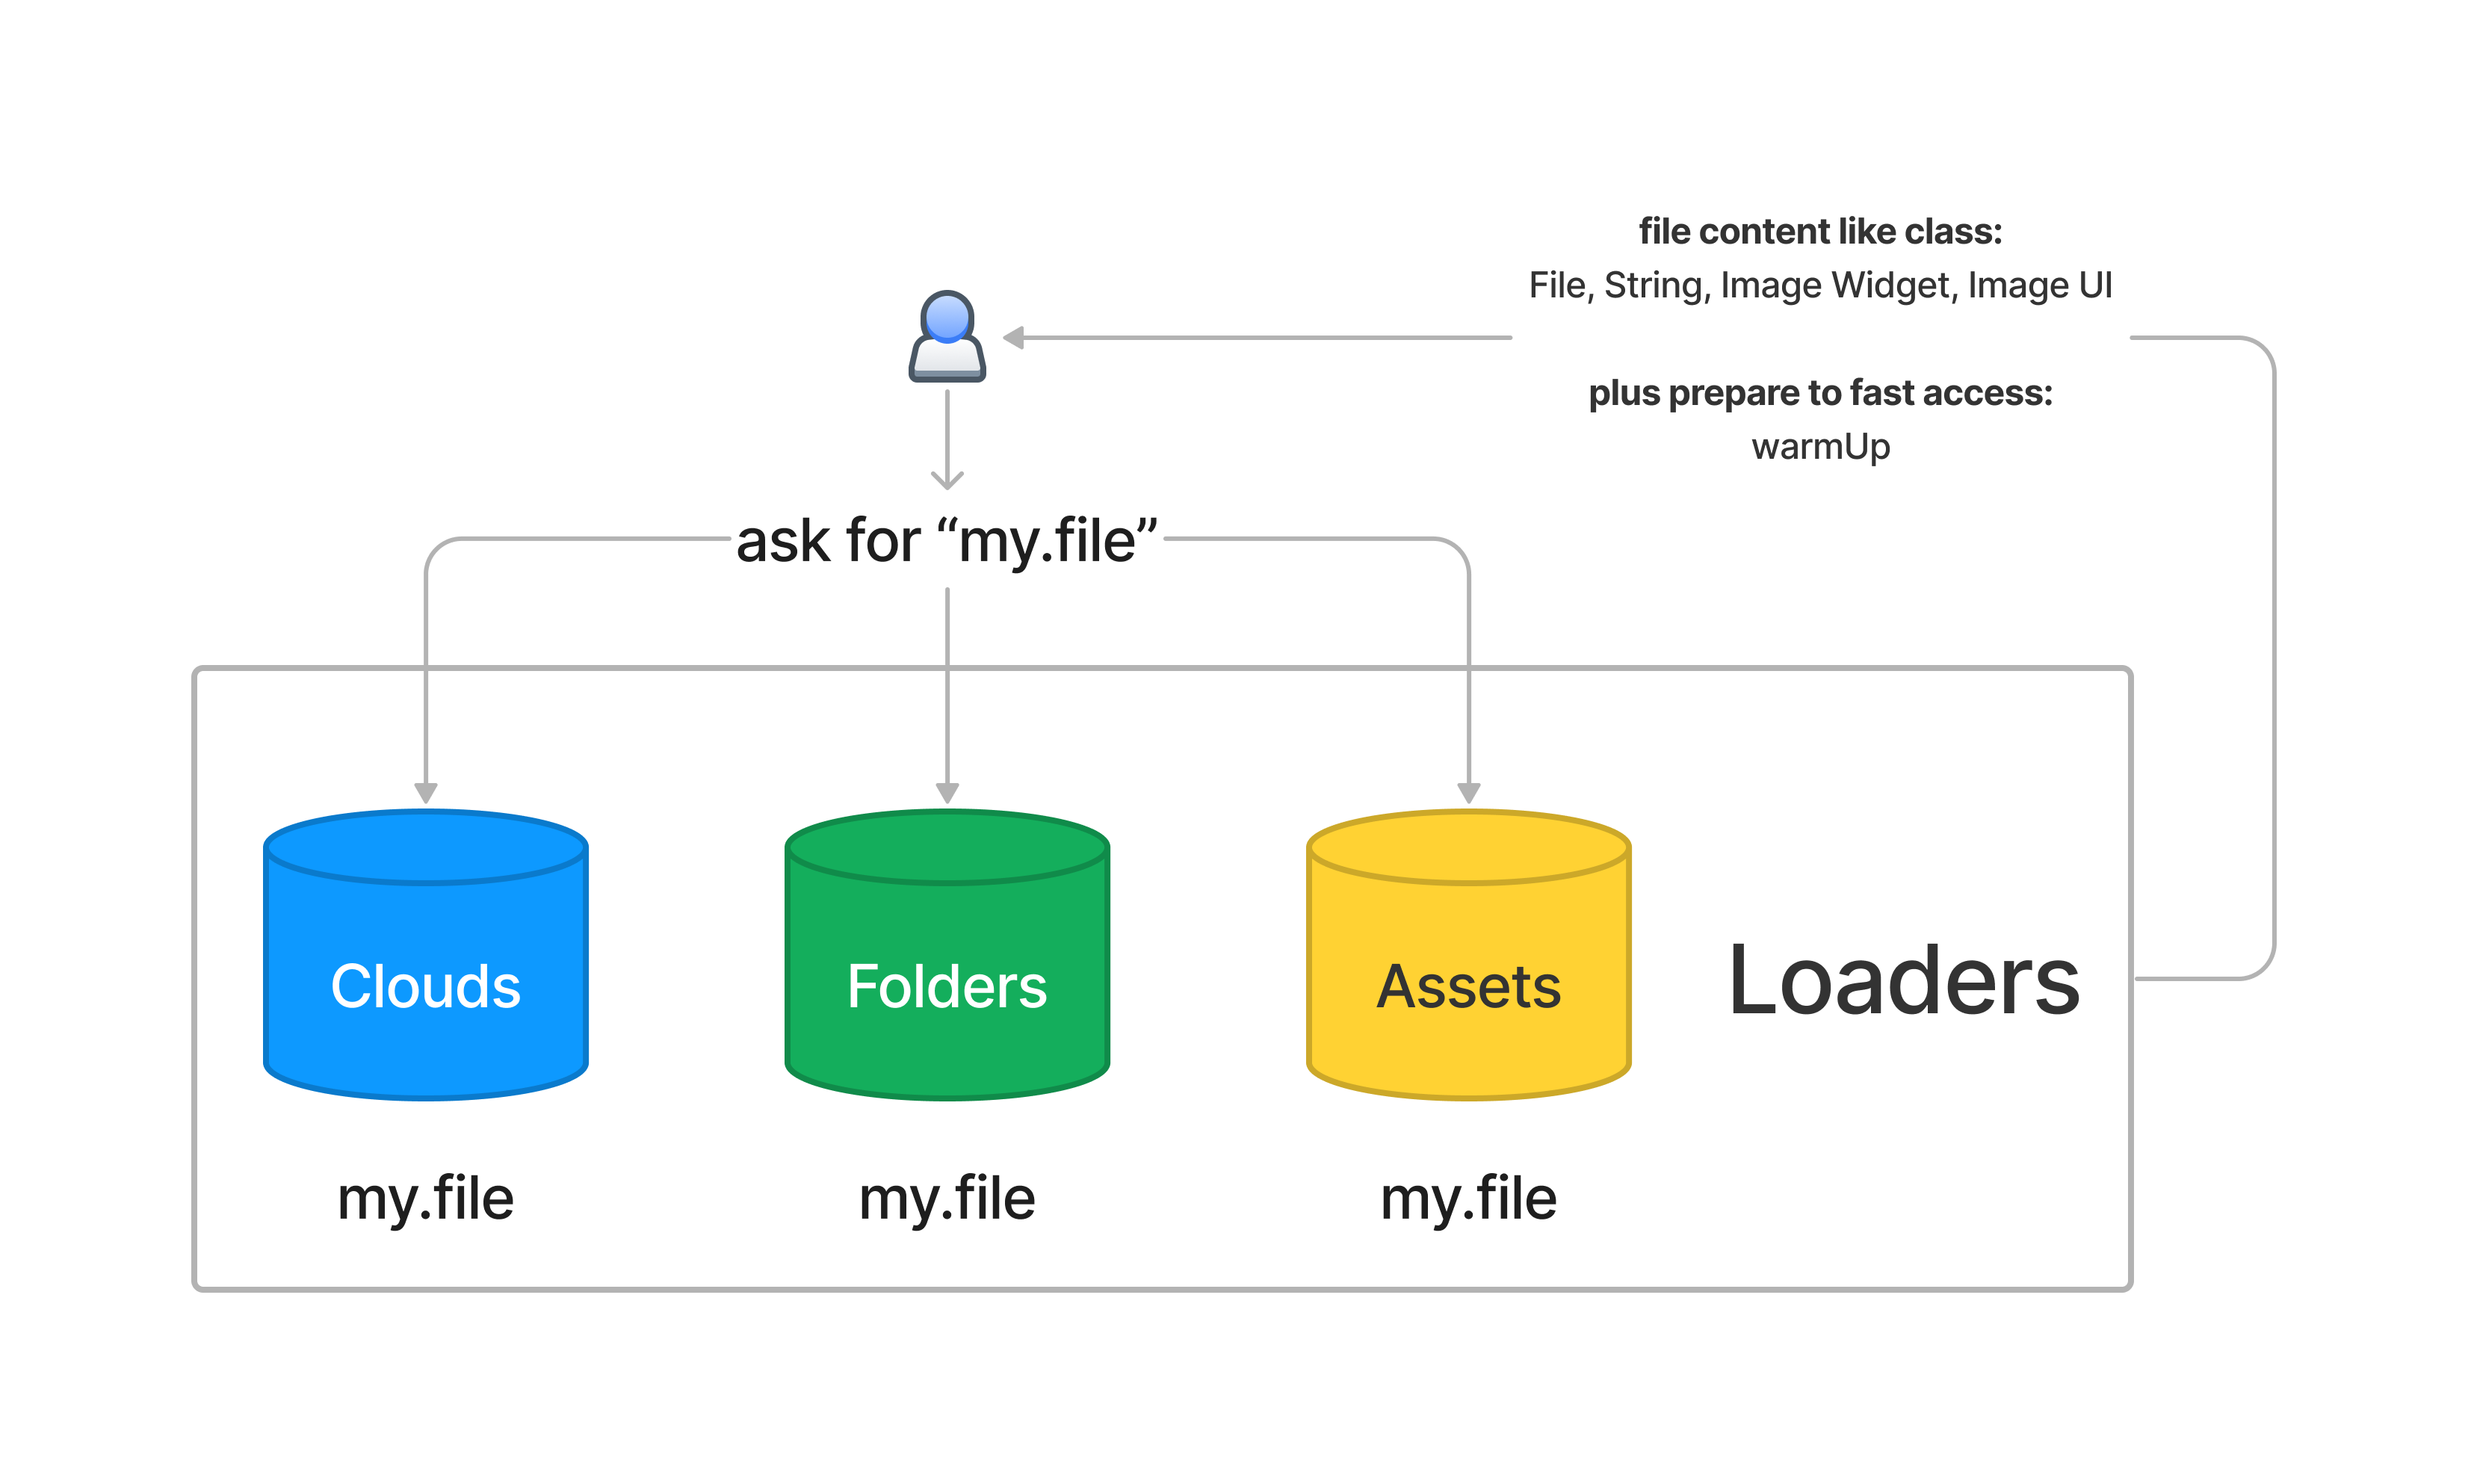 file content like class:
File, String, Image Widget, Image UI
plus prepare to fast access:
warmUp
ask for “my.file”
Clouds
Folders
Assets
Loaders
my.file
my.file
my.file